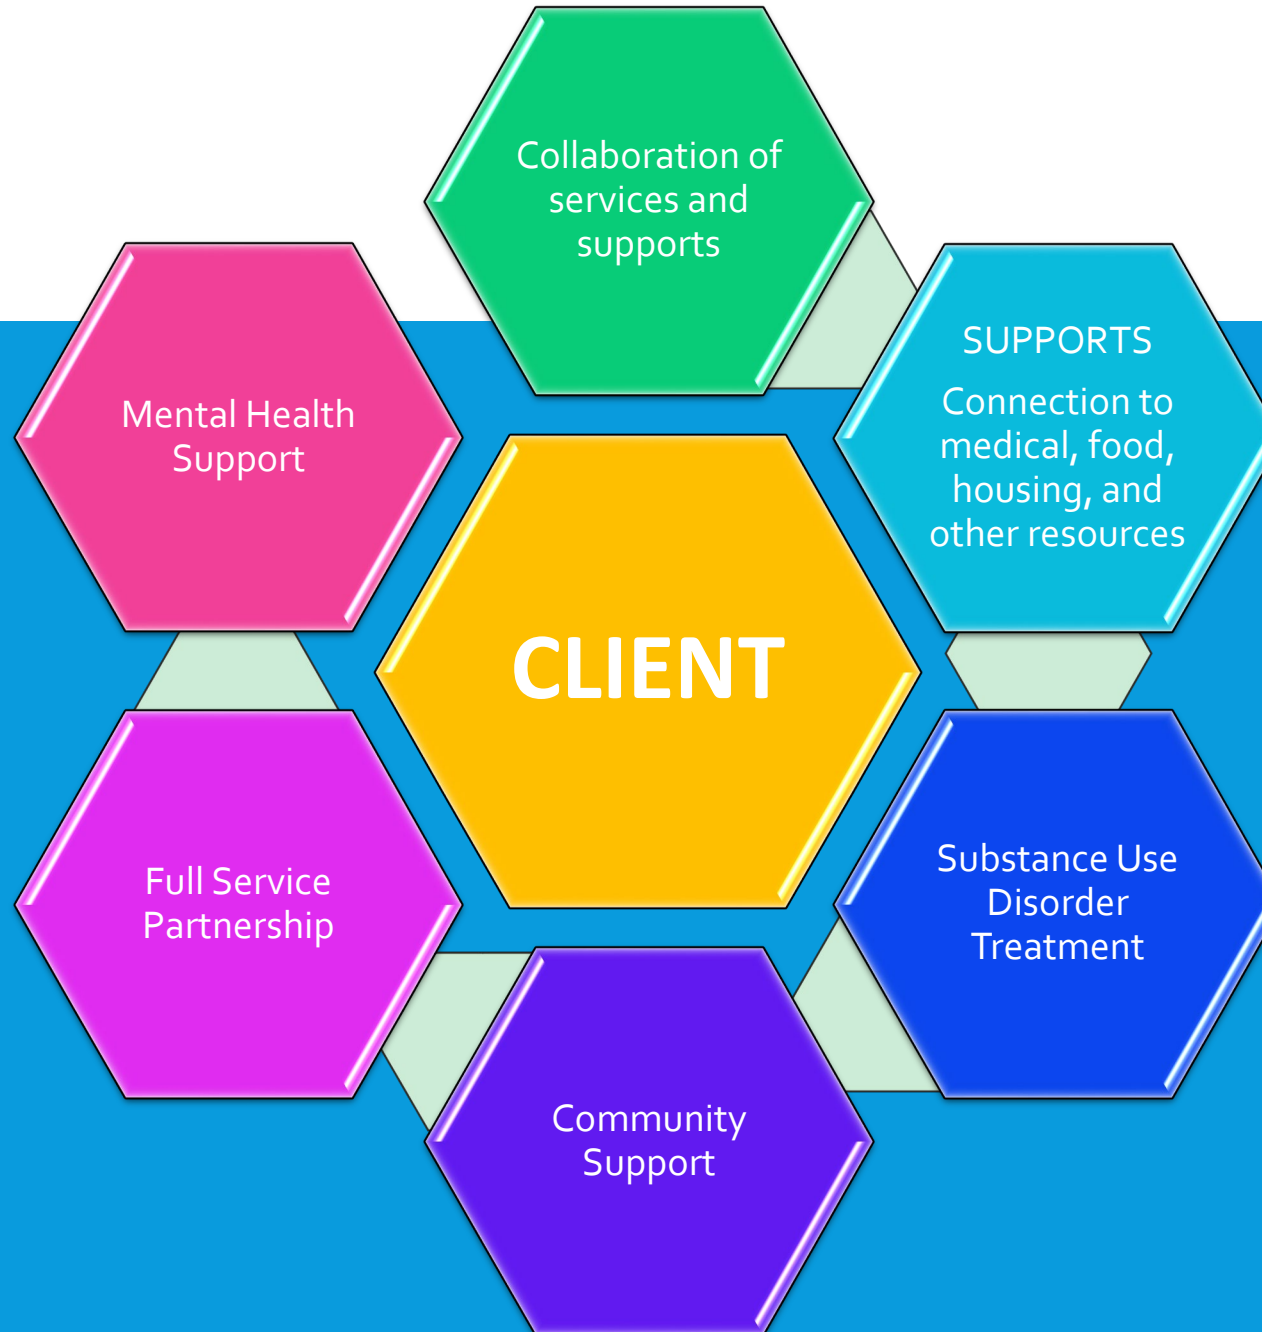 Collaboration of
services and
supports
SUPPORTS
Connection to
medical, food,
housing, and
other resources
Mental Health
Support
CLIENT
Substance Use
Disorder
Treatment
Full Service
Partnership
Community
Support